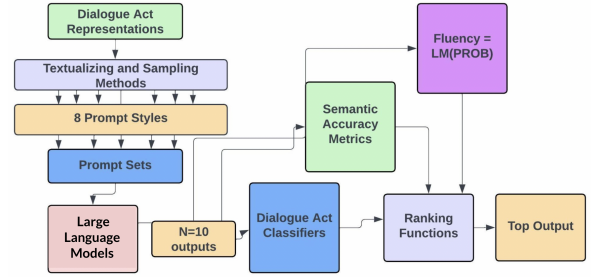 Dialogue Act
Representations
Textualizing and Sampling
Methods
8 Prompt Styles
Prompt Sets
Large
Language
Models
N=10
outputs
Fluency =
LM(PROB)
Semantic
Accuracy
Metrics
Dialogue Act
Classifiers
Ranking
Functions
Top Output